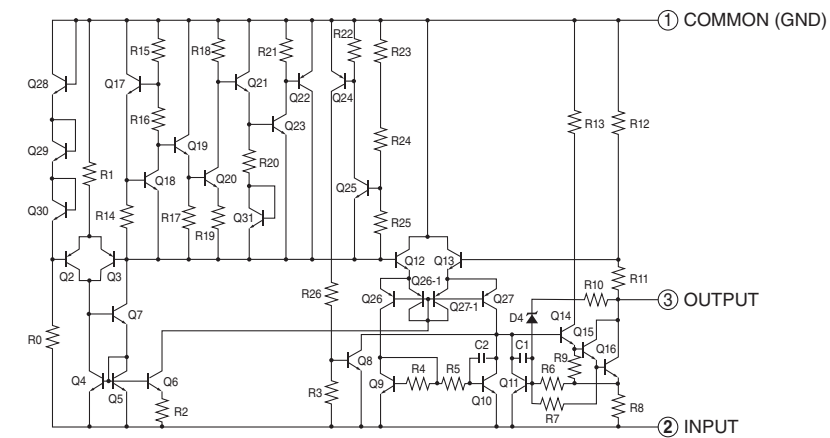 ① COMMON (GND)
R15
R18
R21
R22
R23
Q28
Q17
Q21
Q22
Q24
R16
R13
R12
Q29
Q19
Q23
R24
R1
Q18
R20
Q25
Q30
R14
R17
Q20
R19
Q31
R25
Q2
Q3
Q12
Q13
Q26-1
R11
R10
③ OUTPUT
R26
Q26
Q27-1
Q27
D4
Q14
Q7
Q15
R0
Q8
C2
C1
Q16
Q4
Q5
Q6
R2
R3
Q9
R4
R5
Q10
Q11
R6
R9
R7
R8
② INPUT